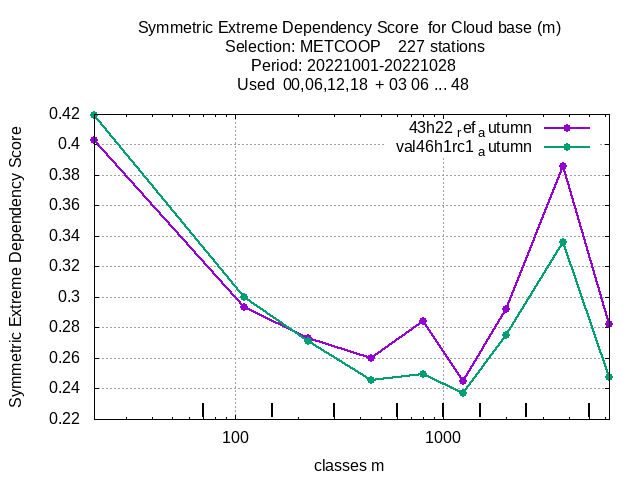 Symmetric Extreme Dependency Score for Cloud base (m)
Selection: METCOOP 227 stations
Period: 20221001-20221028
Used 00,06,12,18 + 03 06 ... 48
43h22 ref autumn
val46h1rc1 autumn
Symmetric Extreme Dependency Score
0.42
0.4
0.38
0.36
0.34
0.32
0.3
0.28
0.26
0.24
0.22
100 1000
classes m